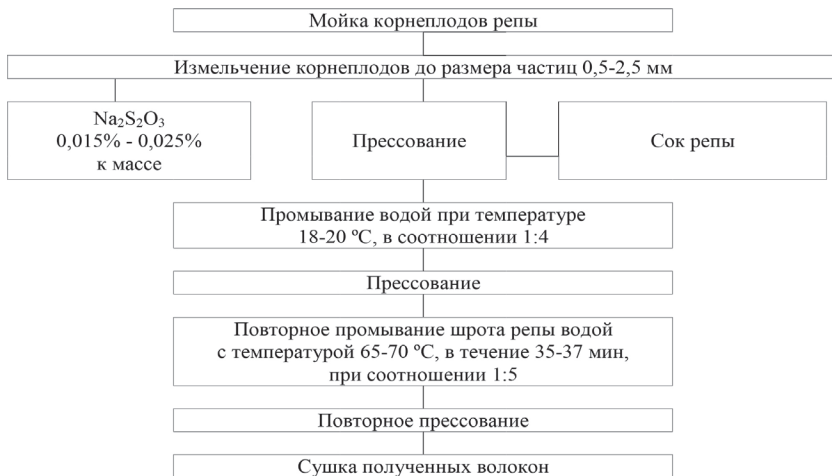 Мойка корнеплодов репы
Измельчение корнеплодов до размера частиц 0,5-2,5 мм
Na₂S₂O₃
0,015% - 0,025%
к массе
Прессование
Сок репы
Промывание водой при температуре
18-20 ºС, в соотношении 1:4
Прессование
Повторное промывание шрота репы водой
с температурой 65-70 ºС, в течение 35-37 мин,
при соотношении 1:5
Повторное прессование
Сушка полученных волокон